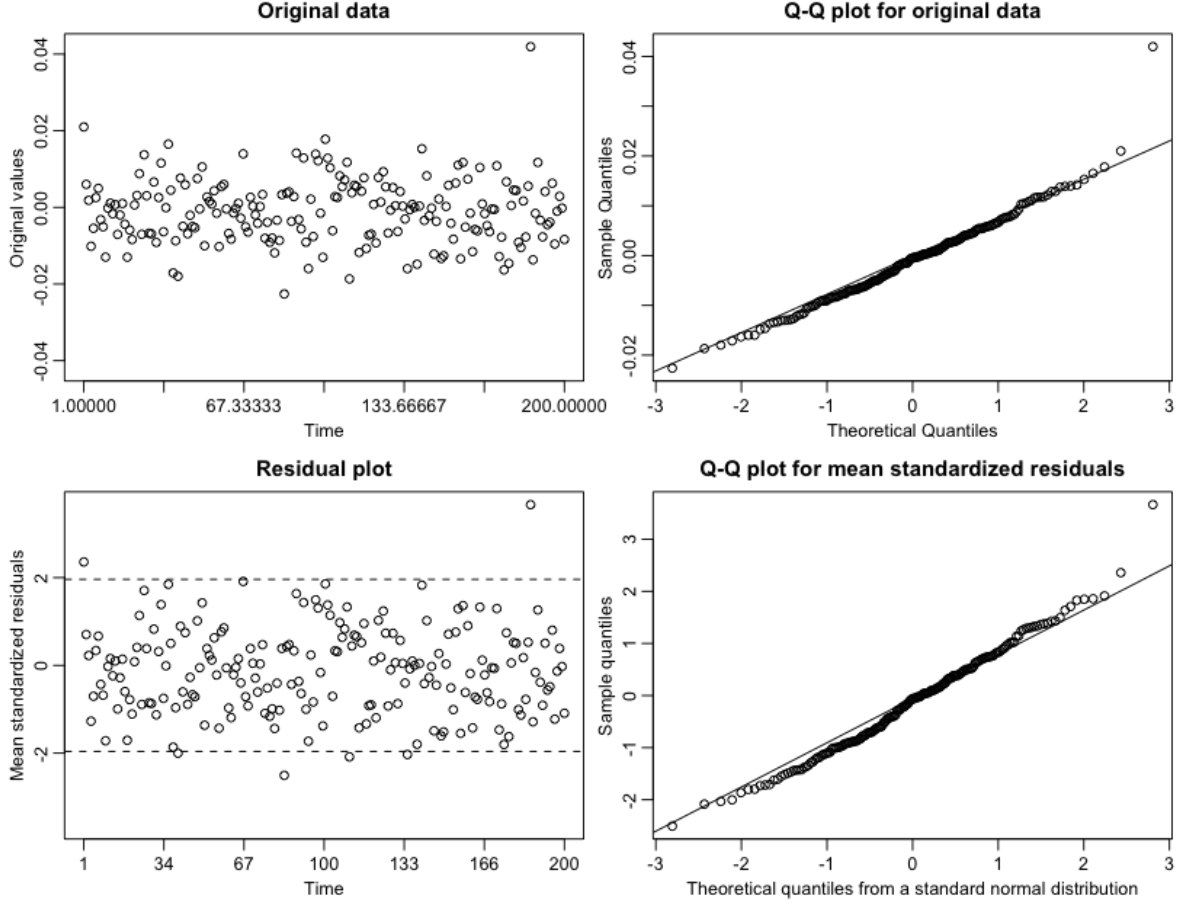 Original data
Original values
0.04
0.02
0.00
-0.02
-0.04
1.00000 67.33333 133.66667 200.00000
Time
Q-Q plot for original data
Sample Quantiles
0.04
0.02
0.00
-0.02
-3 -2 -1 0 1 2 3
Theoretical Quantiles
Residual plot
Mean standardized residuals
2
0
-2
1 34 67 100 133 166 200
Time
Q-Q plot for mean standardized residuals
Sample quantiles
3
2
1
0
-1
-2
-3 -2 -1 0 1 2 3
Theoretical quantiles from a standard normal distribution